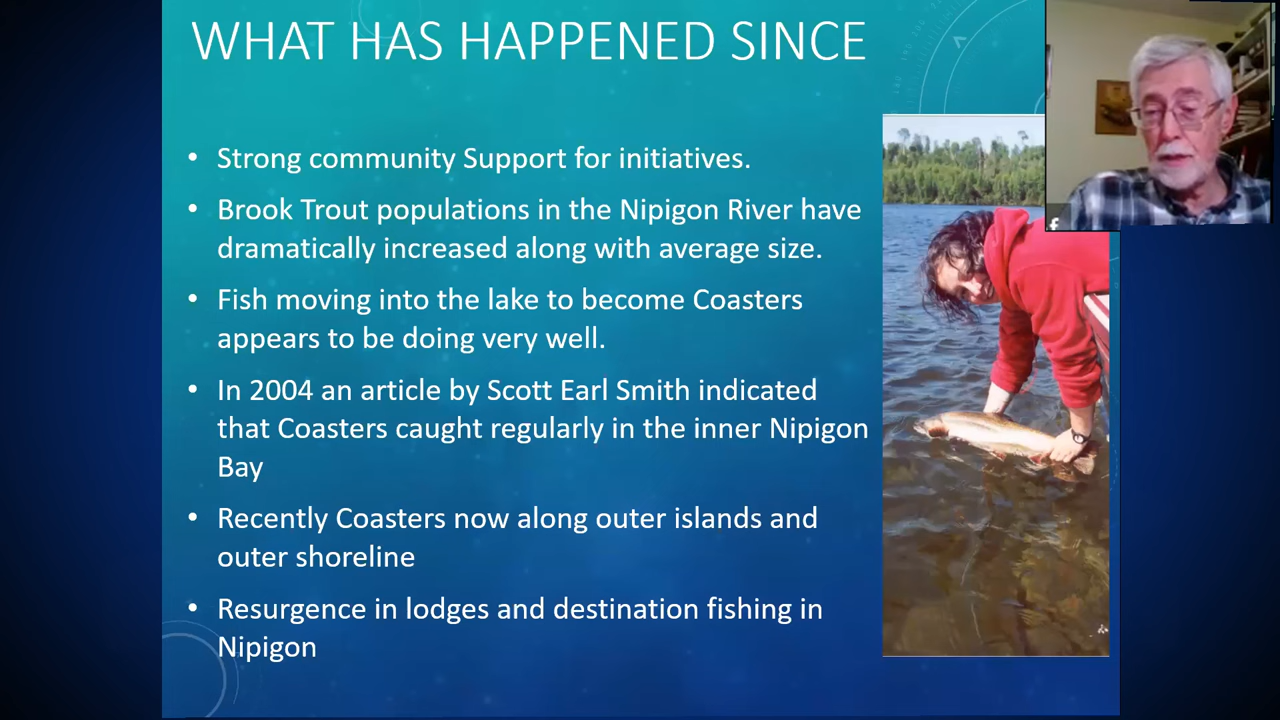 WHAT HAS HAPPENED SINCE
• Strong community Support for initiatives.
• Brook Trout populations in the Nipigon River have
dramatically increased along with average size.
• Fish moving into the lake to become Coasters
appears to be doing very well.
• In 2004 an article by Scott Earl Smith indicated
that Coasters caught regularly in the inner Nipigon
Bay
• Recently Coasters now along outer islands and
outer shoreline
• Resurgence in lodges and destination fishing in
Nipigon